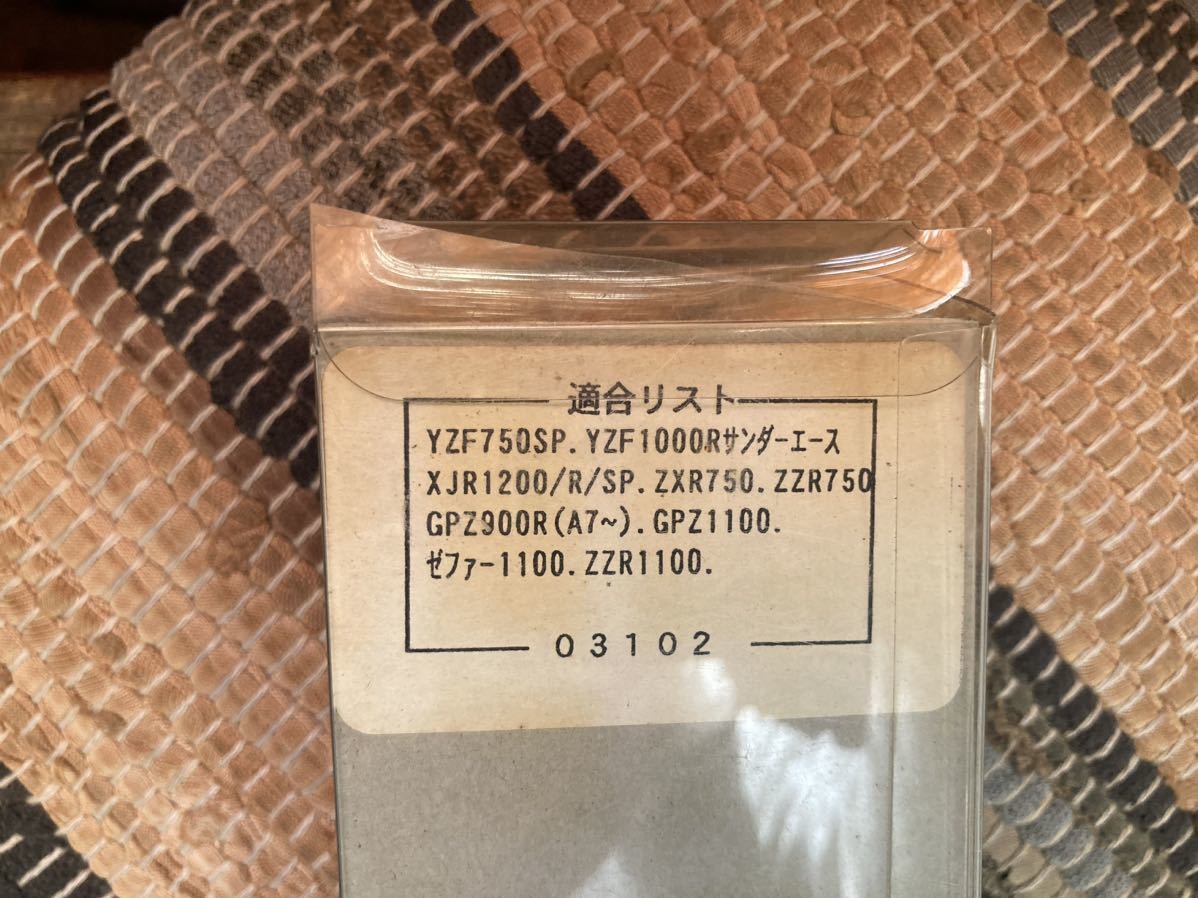 適合リスト
YZF750SP.YZF1000Rｻﾝﾀﾞｰｴｰｽ
XJR1200/R/SP.ZXR750.ZZR750
GPZ900R(A7~).GPZ1100.
ｾﾞﾌｧｰ1100.ZZR1100.
03102